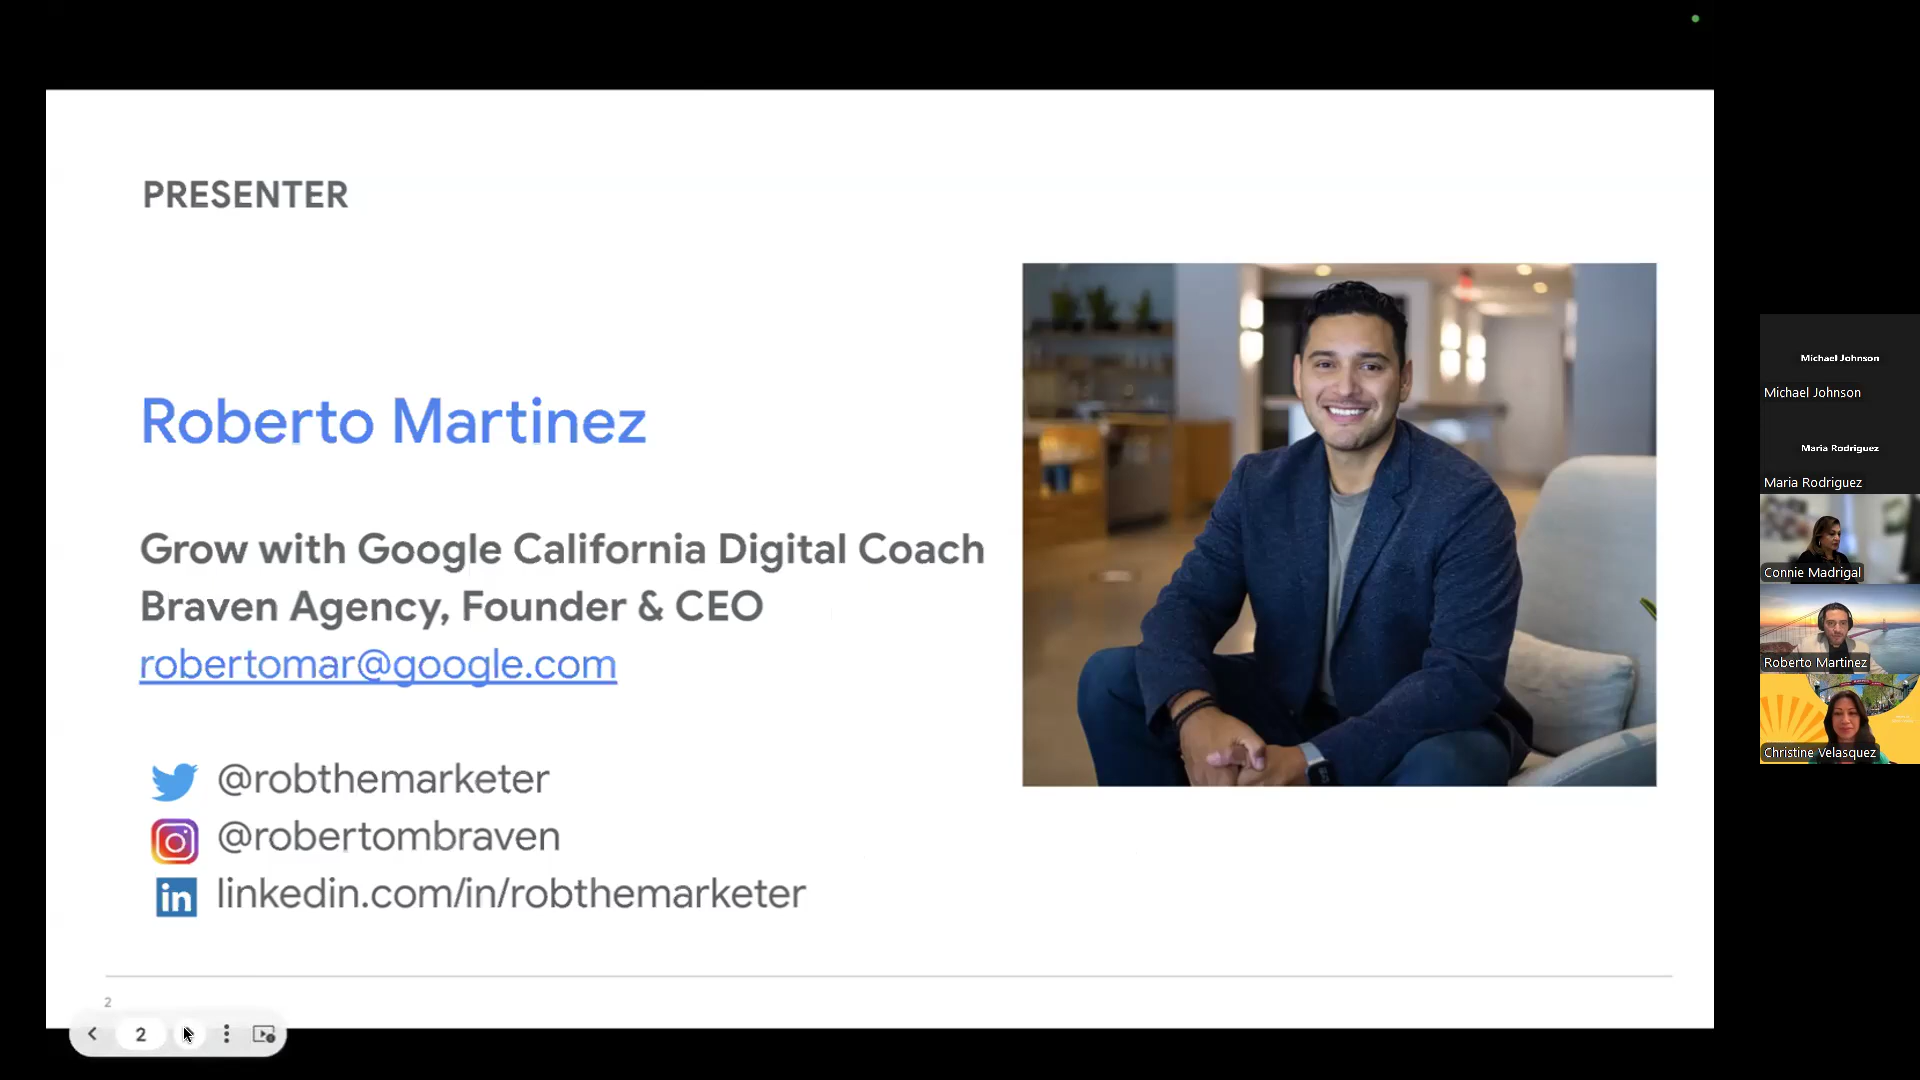 PRESENTER
Roberto Martinez
Grow with Google California Digital Coach
Braven Agency, Founder & CEO
robertomar@google.com
@robthemarketer
@robertombraven
in linkedin.com/in/robthemarketer
2
2
Michael Johnson
Michael Johnson
Maria Rodriguez
Maria Rodriguez
Connie Madrigal
Roberto Martinez
Christine Velasquez